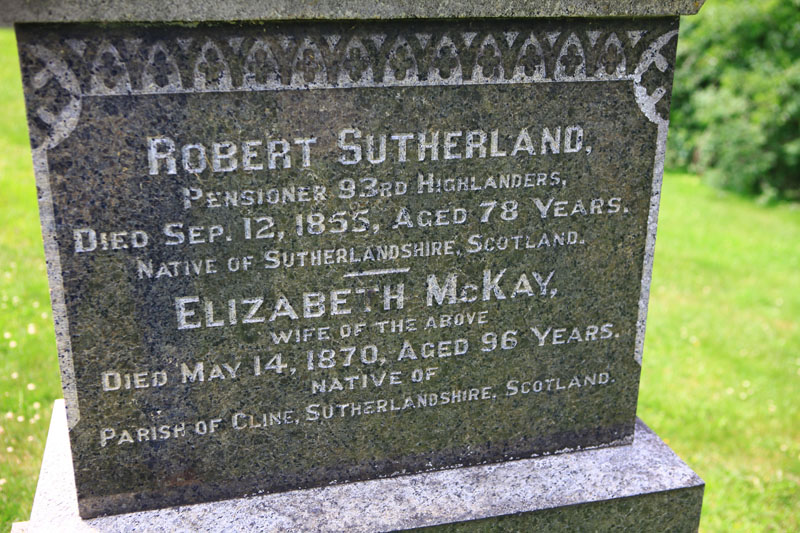 ROBERT SUTHERLAND,
PENSIONER 93RD HIGHLANDERS,
DIED SEP. 12, 1855, AGED 78 YEARS.
NATIVE OF SUTHERLANDSHIRE, SCOTLAND.
ELIZABETH MCKAY,
WIFE OF THE ABOVE
DIED MAY 14, 1870, AGED 96 YEARS.
NATIVE OF
PARISH OF CLINE, SUTHERLANDSHIRE, SCOTLAND.